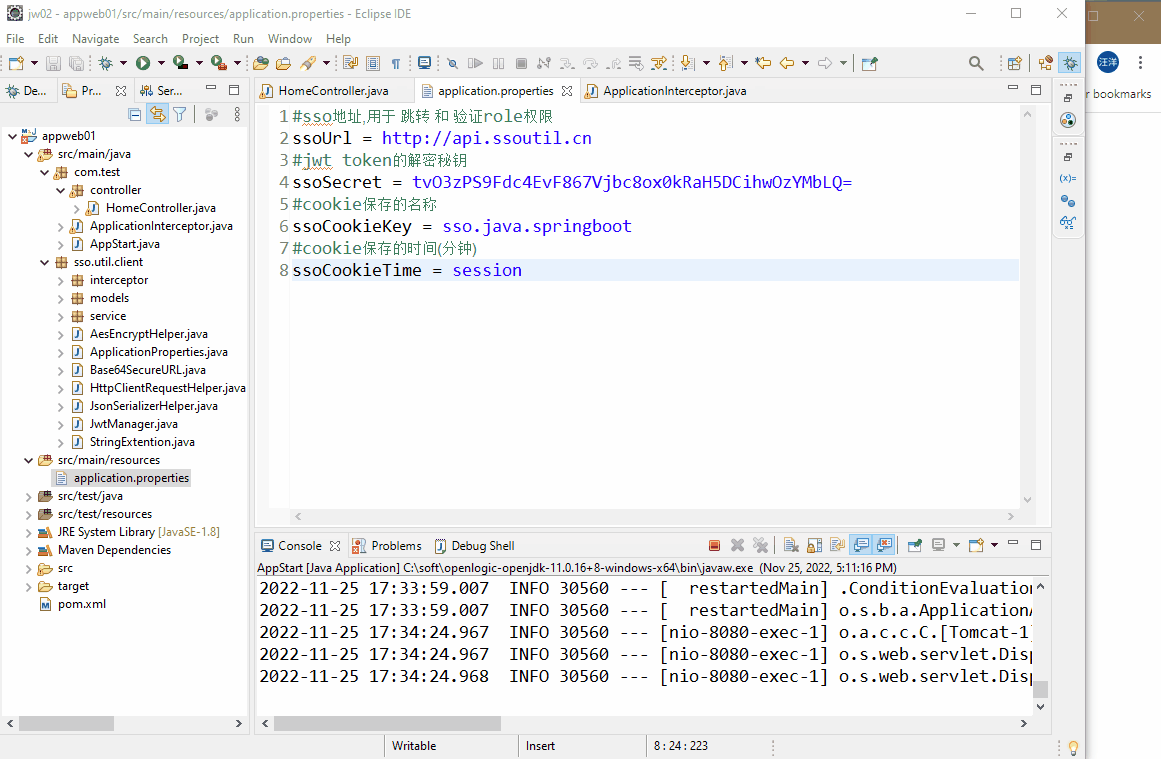 jw02 - appweb01/src/main/resources/application.properties - Eclipse IDE
File Edit Navigate Search Project Run Window Help
汪洋
r bookmarks
De... Pr... Ser...
HomeController.java application.properties ApplicationInterceptor.java
appweb01
src/main/java
com.test
controller
HomeController.java
ApplicationInterceptor.java
AppStart.java
sso.util.client
interceptor
models
service
AesEncryptHelper.java
ApplicationProperties.java
Base64SecureURL.java
HttpClientRequestHelper.java
JsonSerializerHelper.java
JwtManager.java
StringExtention.java
src/main/resources
application.properties
src/test/java
src/test/resources
JRE System Library [JavaSE-1.8]
Maven Dependencies
src
target
pom.xml
1 #sso地址,用于 跳转 和 验证role权限
2 ssoUrl = http://api.ssoutil.cn
3 #jwt token的解密秘钥
4 ssoSecret = tvO3zPS9Fdc4EvF867Vjbc8ox0kRaH5DCihwOzYMbLQ=
5 #cookie保存的名称
6 ssoCookieKey = sso.java.springboot
7 #cookie保存的时间(分钟)
8 ssoCookieTime = session
(x)=
Console Problems Debug Shell
AppStart [Java Application] C:\soft\openlogic-openjdk-11.0.16+8-windows-x64\bin\javaw.exe (Nov 25, 2022, 5:11:16 PM)
2022-11-25 17:33:59.007 INFO 30560 --- [ restartedMain] .ConditionEvaluation
2022-11-25 17:33:59.007 INFO 30560 --- [ restartedMain] o.s.b.a.Application
2022-11-25 17:34:24.967 INFO 30560 --- [nio-8080-exec-1] o.a.c.c.C.[Tomcat-1
2022-11-25 17:34:24.967 INFO 30560 --- [nio-8080-exec-1] o.s.web.servlet.Disp
2022-11-25 17:34:24.968 INFO 30560 --- [nio-8080-exec-1] o.s.web.servlet.Disp
Writable Insert 8 : 24 : 223